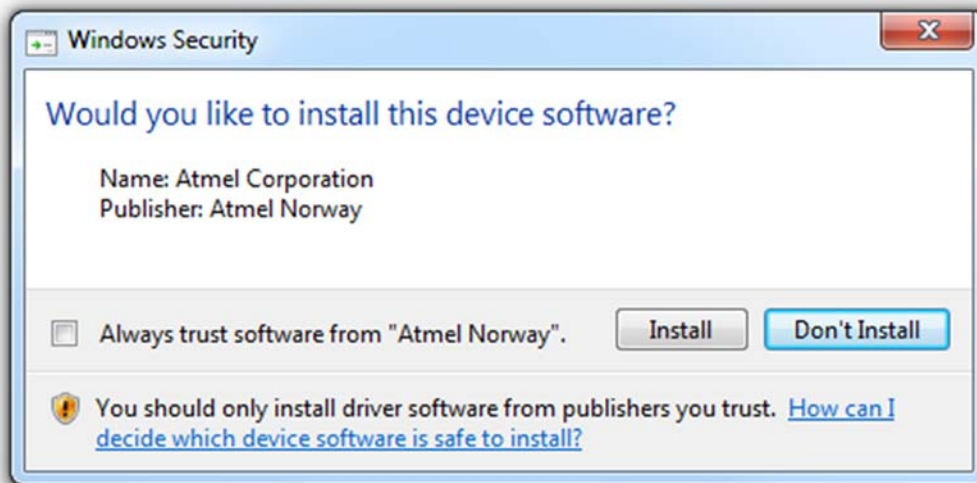 Windows Security
Would you like to install this device software?
Name: Atmel Corporation
Publisher: Atmel Norway
Always trust software from "Atmel Norway".
Install
Don't Install
You should only install driver software from publishers you trust. How can I
decide which device software is safe to install?